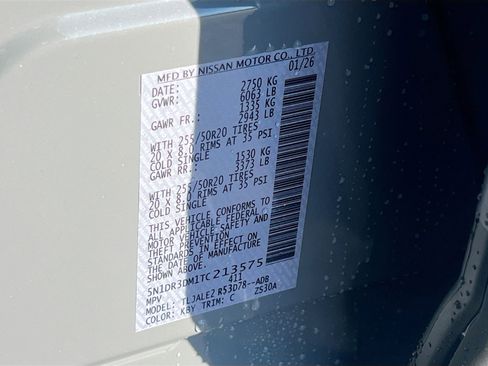 MFD BY NISSAN MOTOR CO., LTD.
DATE: 01/26
GVWR: 2750 KG
6063 LB
GAWR FR.: 1335 KG
2943 LB
WITH 255/50R20 TIRES
20 X 8.0 RIMS AT 35 PSI
COLD SINGLE
GAWR RR.: 1530 KG
3373 LB
WITH 255/50R20 TIRES
20 X 8.0 RIMS AT 35 PSI
COLD SINGLE
THIS VEHICLE CONFORMS TO
ALL APPLICABLE FEDERAL
MOTOR VEHICLE SAFETY AND
THEFT PREVENTION
STANDARDS IN EFFECT ON
THE DATE OF MANUFACTURE
SHOWN ABOVE.
5N1DR3DM1TC213575
MPV 411
MODEL: TLJALE2 R53D78--ADB
COLOR: KBY TRIM: C ZS30A